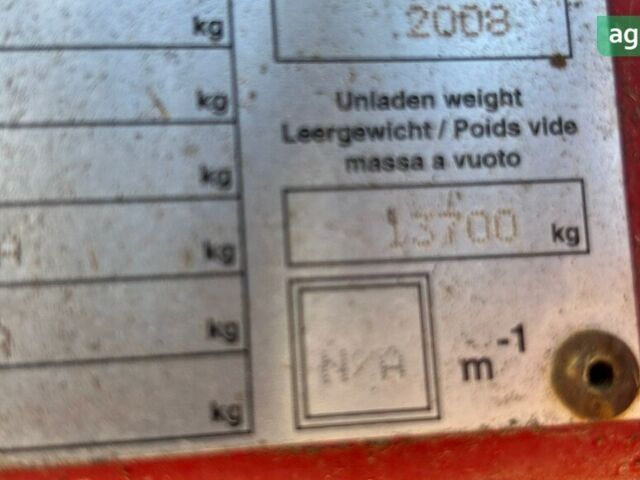 ag
kg
2008
kg
Unladen weight
Leergewicht / Poids vide
massa a vuoto
kg
13700 kg
kg
kg
m-1
kg